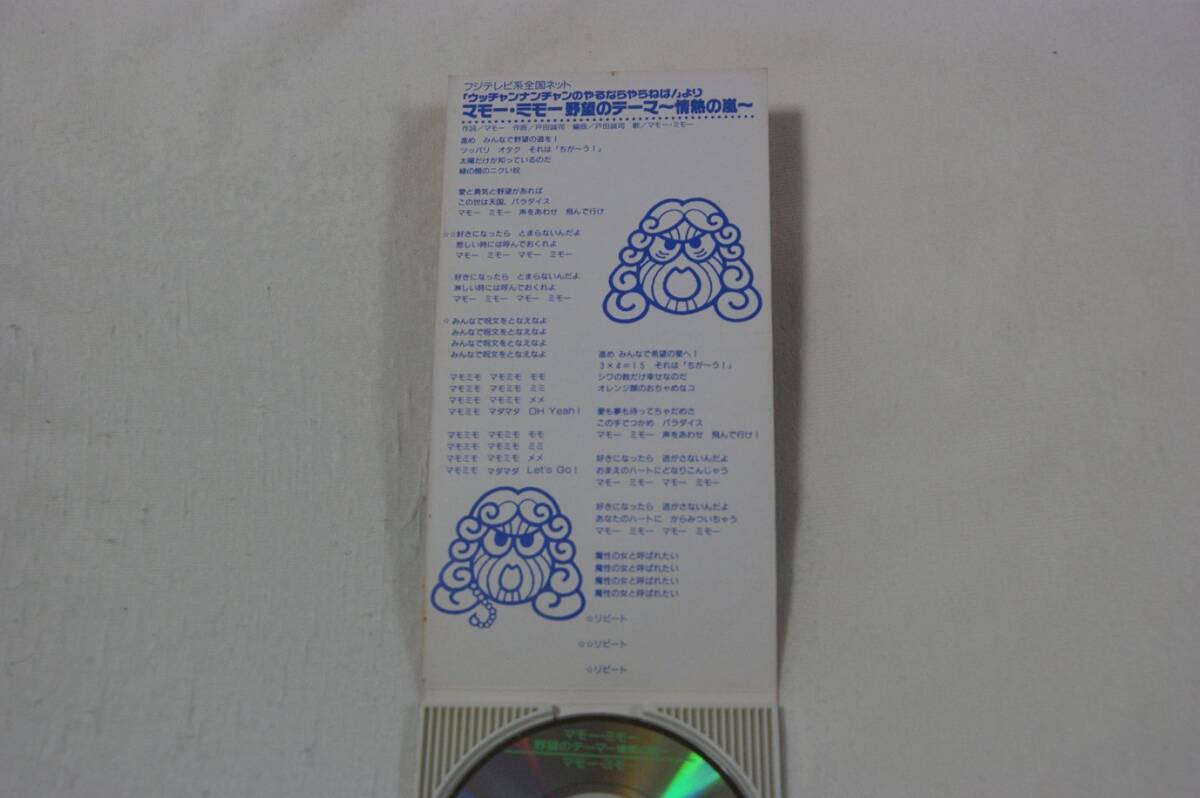 フジテレビ系全国ネット
「ウッチャンナンチャンのやるならやらねば!」より
マモー・ミモー野望のテーマ〜情熱の嵐〜
作詞／マモー 作曲／戸田誠司 編曲／戸田誠司 歌／マモー・ミモー
進め みんなで野望の道を！
ツッパリ オタク それは「ちが〜う！」
太陽だけが知っているのだ
緑の顔のニクい奴
愛と勇気と野望があれば
この世は天国、パラダイス
マモー ミモー 声をあわせ 飛んで行け
☆☆好きになったら とまらないんだよ
悲しい時には呼んでおくれよ
マモー ミモー マモー ミモー
好きになったら とまらないんだよ
淋しい時には呼んでおくれよ
マモー ミモー マモー ミモー
☆みんなで呪文をとなえなよ
みんなで呪文をとなえなよ
みんなで呪文をとなえなよ
みんなで呪文をとなえなよ
マモミモ マモミモ モモ
マモミモ マモミモ ミミ
マモミモ マモミモ メメ
マモミモ マダマダ OH Yeah！
マモミモ マモミモ モモ
マモミモ マモミモ ミミ
マモミモ マモミモ メメ
マモミモ マダマダ Let's Go！
進め みんなで希望の星へ！
3×4＝15 それは「ちが〜う！」
シワの数だけ幸せなのだ
オレンジ顔のおちゃめなコ
愛も夢も待ってちゃだめさ
この手でつかめ パラダイス
マモー ミモー 声をあわせ 飛んで行け！
好きになったら 逃がさないんだよ
おまえのハートにどなりこんじゃう
マモー ミモー マモー ミモー
好きになったら 逃がさないんだよ
あなたのハートに からみついちゃう
マモー ミモー マモー ミモー
魔性の女と呼ばれたい
魔性の女と呼ばれたい
魔性の女と呼ばれたい
魔性の女と呼ばれたい
☆リピート
☆☆リピート
☆リピート
マモー・ミモー
野望のテーマ〜情熱の嵐〜
マモー・ミモー